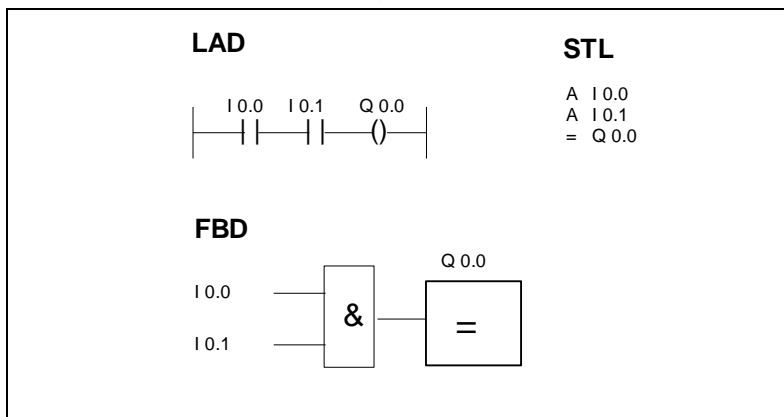 LAD
I 0.0 I 0.1 Q 0.0
()
STL
A I 0.0
A I 0.1
= Q 0.0
FBD
Q 0.0
I 0.0
& =
I 0.1